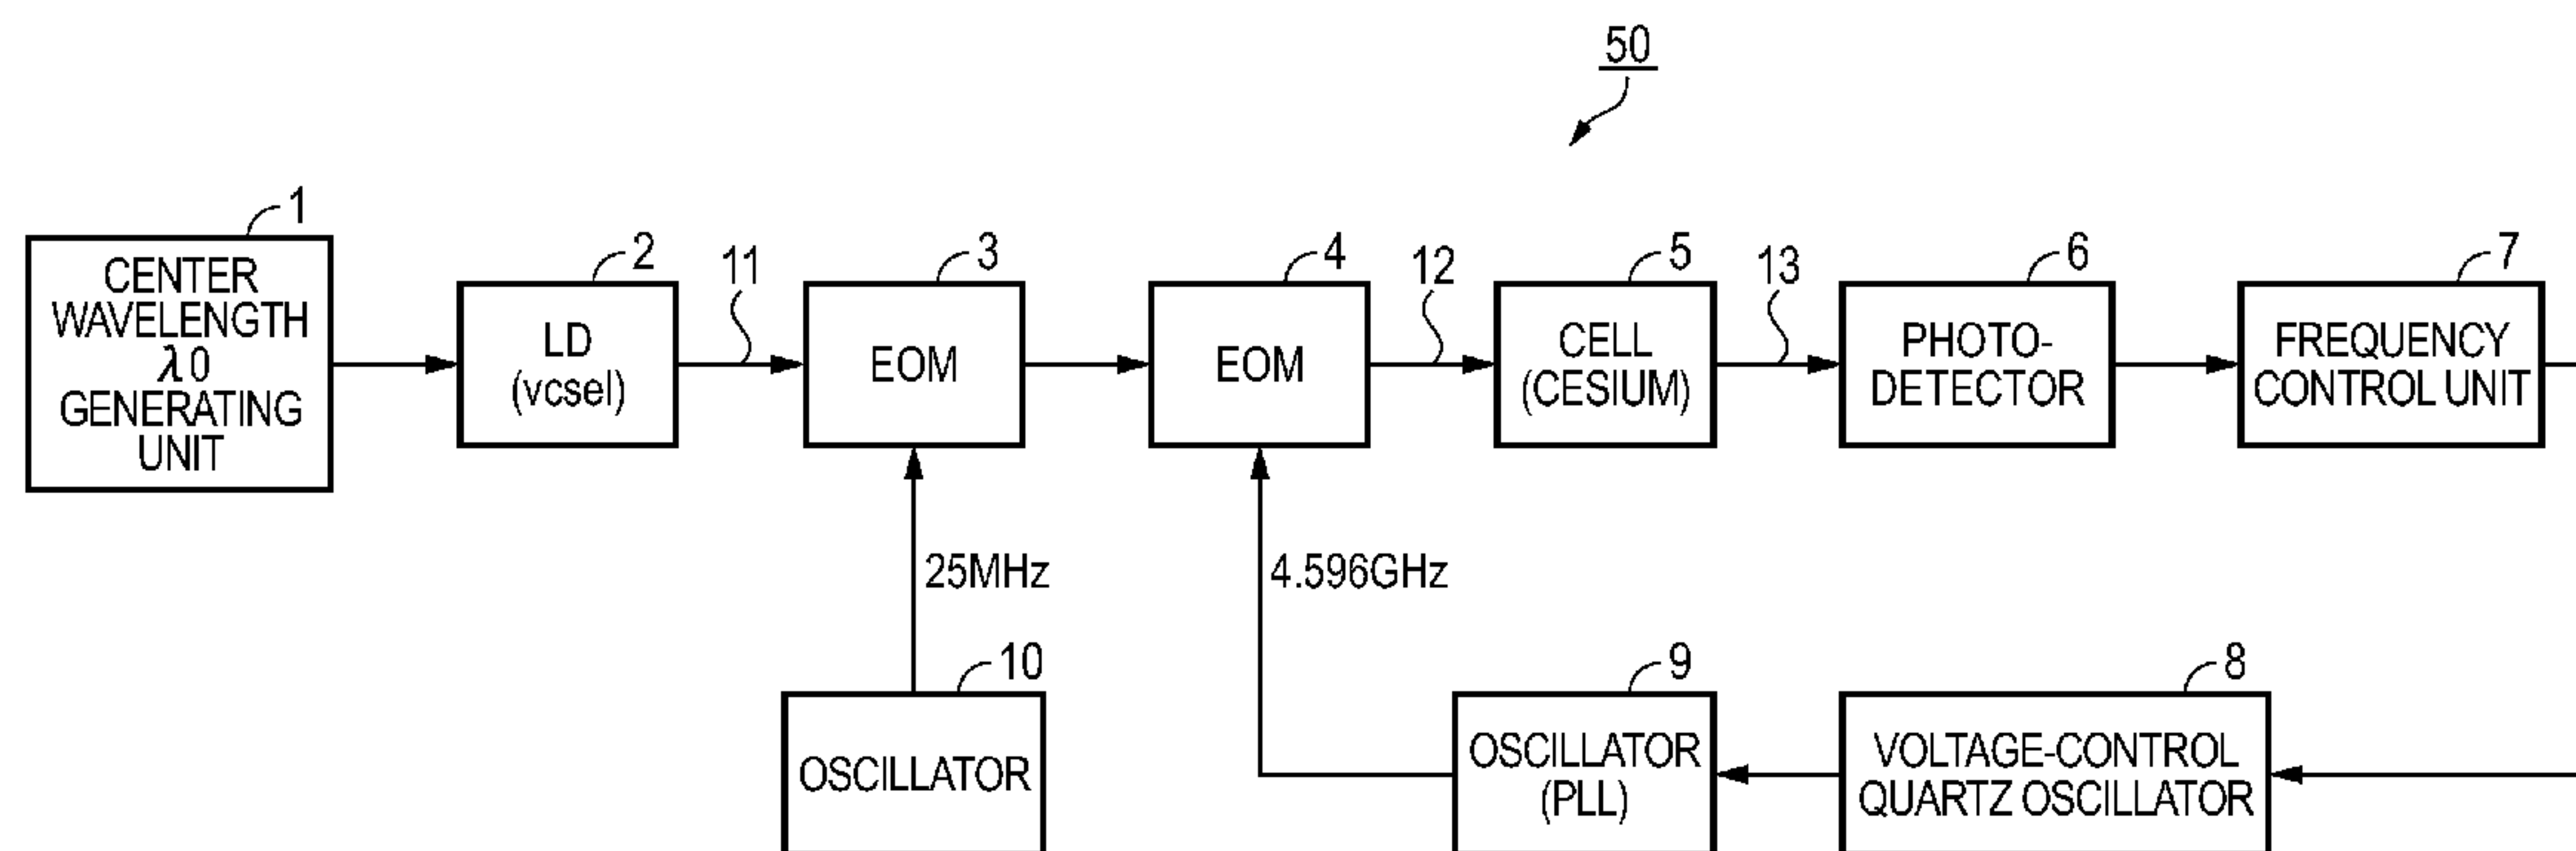 50
1
CENTER
WAVELENGTH
λ0
GENERATING
UNIT
2
LD
(vcsel)
11
3
EOM
4
EOM
12
5
CELL
(CESIUM)
13
6
PHOTO-
DETECTOR
7
FREQUENCY
CONTROL UNIT
25MHz
4.596GHz
10
OSCILLATOR
9
OSCILLATOR
(PLL)
8
VOLTAGE-CONTROL
QUARTZ OSCILLATOR